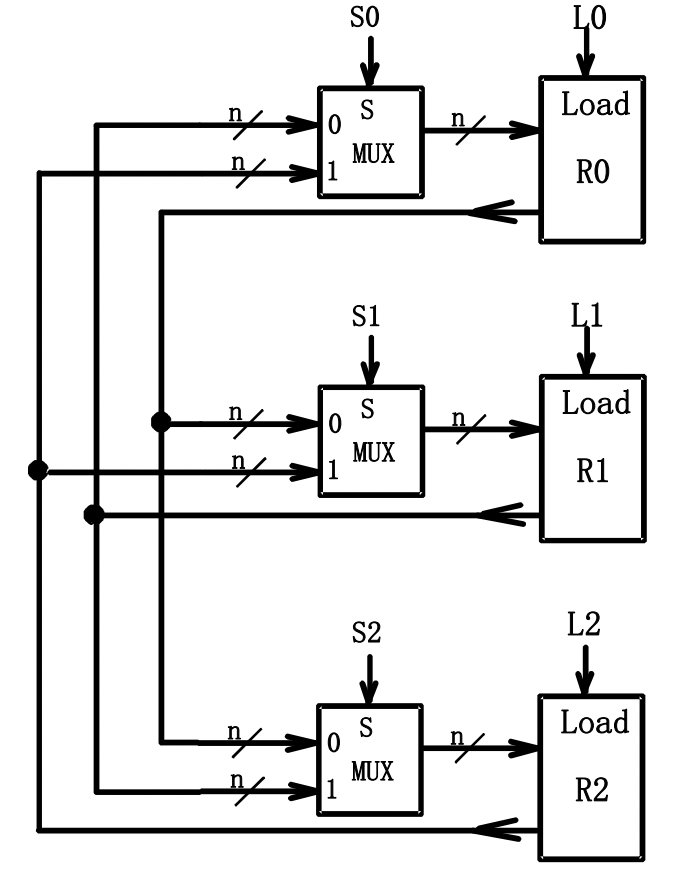 S0 L0
n 0 S n Load
n 1 MUX R0
S1 L1
n 0 S n Load
n 1 MUX R1
S2 L2
n 0 S n Load
n 1 MUX R2